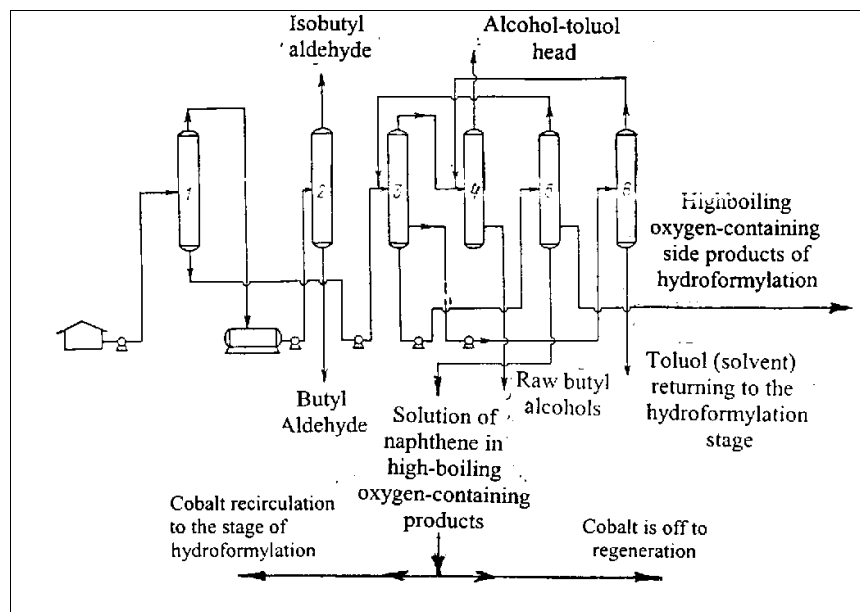 Isobutyl
aldehyde
Alcohol-toluol
head
1
2
3
4
5
6
Highboiling
oxygen-containing
side products of
hydroformylation
Butyl
Aldehyde
Solution of
naphthene in
high-boiling
oxygen-containing
products
Raw butyl
alcohols
Toluol (solvent)
returning to the
hydroformylation
stage
Cobalt recirculation
to the stage of
hydroformylation
Cobalt is off to
regeneration